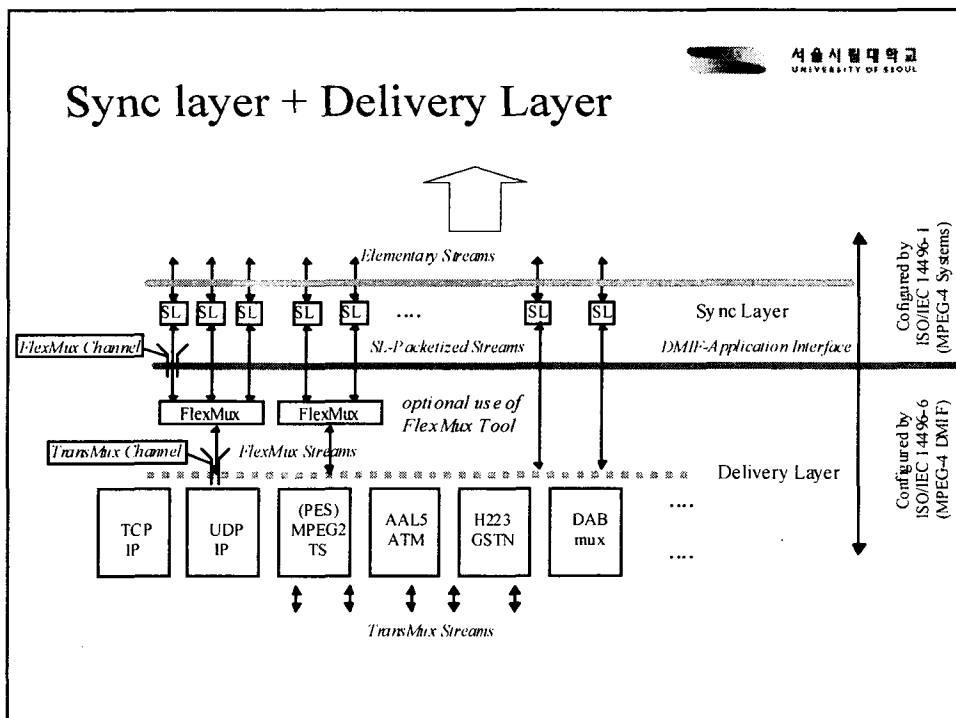 서울시립대학교
UNIVERSITY OF SEOUL
Sync layer + Delivery Layer
Elementary Streams
SL SL SL SL SL .... SL SL
Sync Layer
FlexMux Channel
SL-Packetized Streams
DMIF-Application Interface
FlexMux
FlexMux
optional use of
FlexMux Tool
TransMux Channel
FlexMux Streams
Delivery Layer
TCP
IP
UDP
IP
(PES)
MPEG2
TS
AAL5
ATM
H223
GSTN
DAB
mux
....
....
TransMux Streams
Cofigured by
ISO/IEC 14496-1
(MPEG-4 Systems)
Configured by
ISO/IEC 14496-6
(MPEG-4 DMIF)